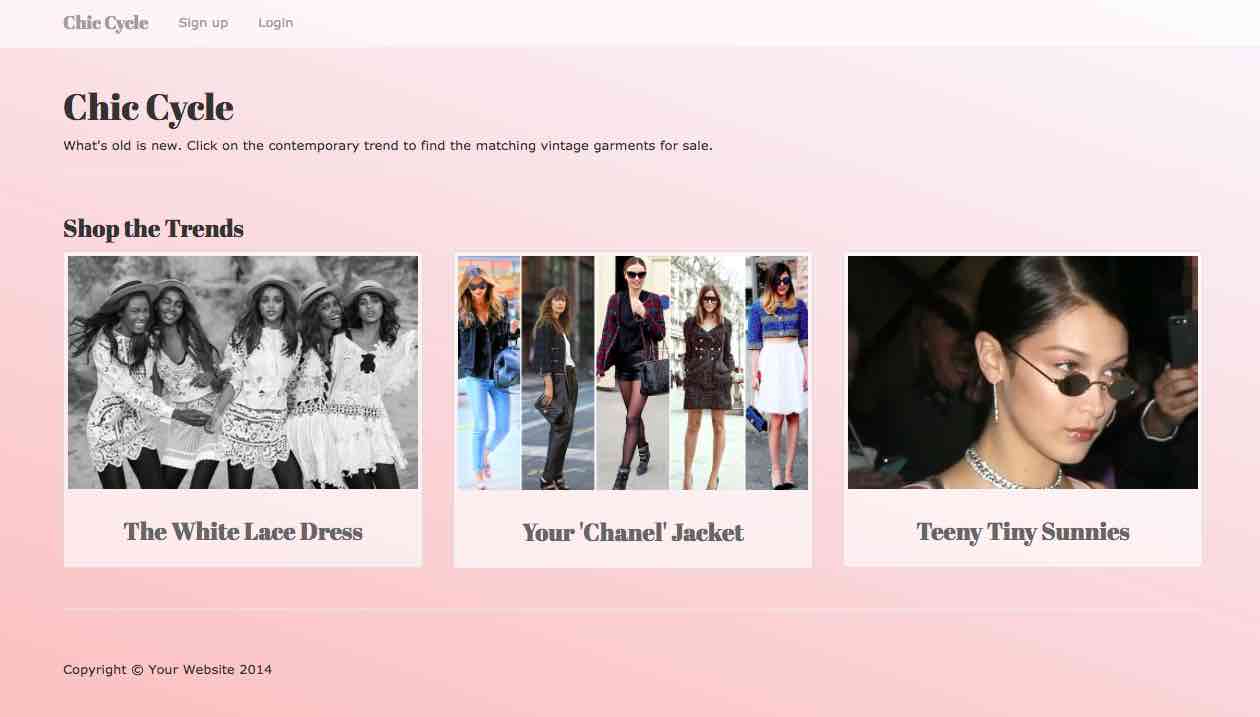 Chic Cycle Sign up Login
Chic Cycle
What's old is new. Click on the contemporary trend to find the matching vintage garments for sale.
Shop the Trends
The White Lace Dress
Your 'Chanel' Jacket
Teeny Tiny Sunnies
Copyright © Your Website 2014